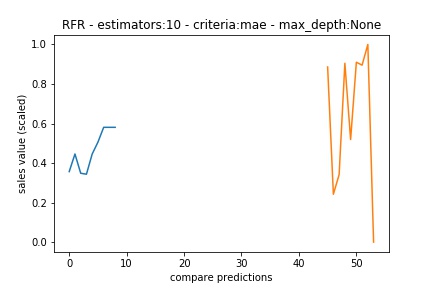 RFR - estimators:10 - criteria:mae - max_depth:None
sales value (scaled)
1.0
0.8
0.6
0.4
0.2
0.0
0 10 20 30 40 50
compare predictions